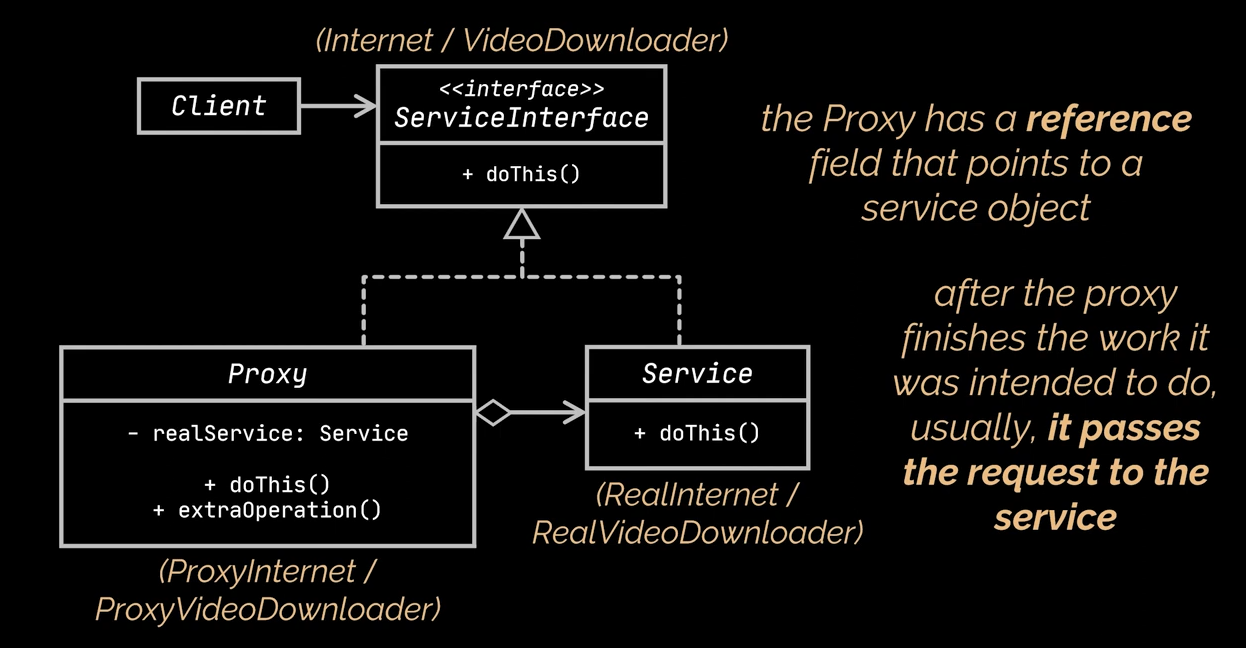 (Internet / VideoDownloader)
Client
<<interface>>
ServiceInterface
+ doThis()
the Proxy has a reference
field that points to a
service object
after the proxy
finishes the work it
was intended to do,
usually, it passes
the request to the
service
Proxy
- realService: Service
+ doThis()
+ extraOperation()
(ProxyInternet /
ProxyVideoDownloader)
Service
+ doThis()
(RealInternet /
RealVideoDownloader)